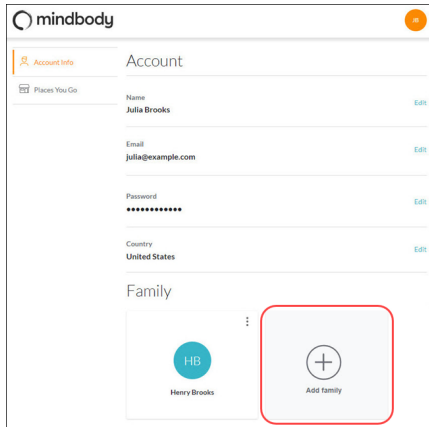 mindbody
JB
Account Info
Places You Go
Account
Name
Julia Brooks
Edit
Email
julia@example.com
Edit
Password
••••••••••••
Edit
Country
United States
Edit
Family
HB
Henry Brooks
Add family